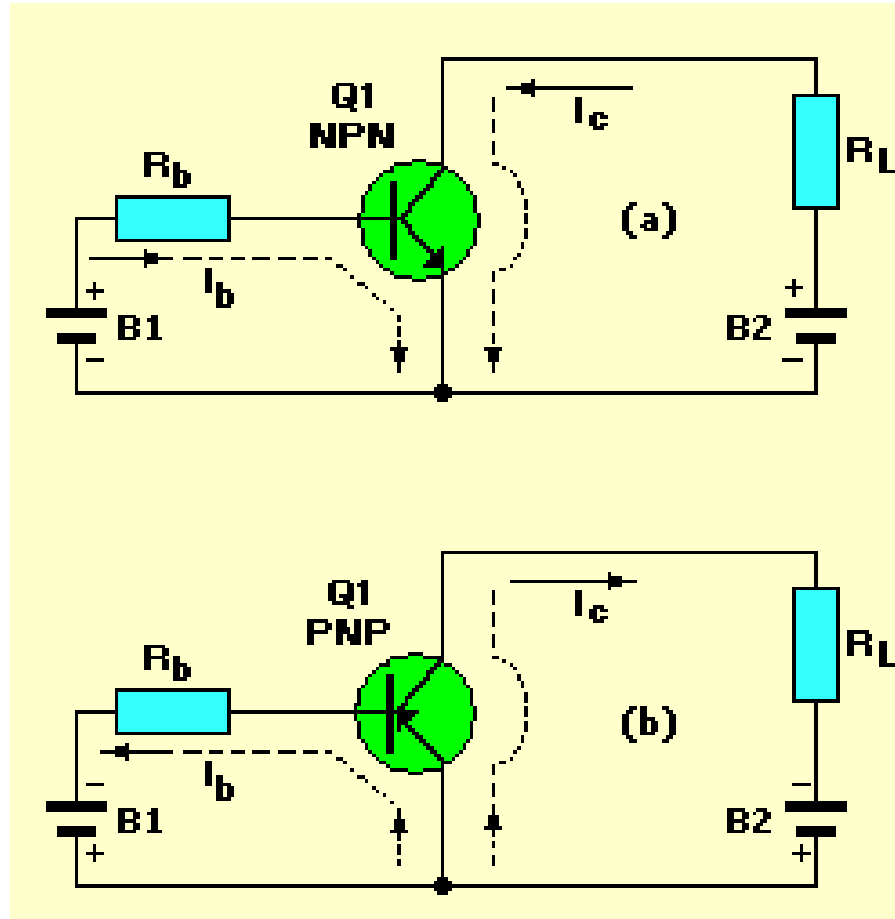 Q1
NPN
Ic
Rb
RL
(a)
+
+
Ib
B1
B2
−
−
Q1
PNP
Ic
Rb
RL
(b)
−
−
Ib
B1
B2
+
+